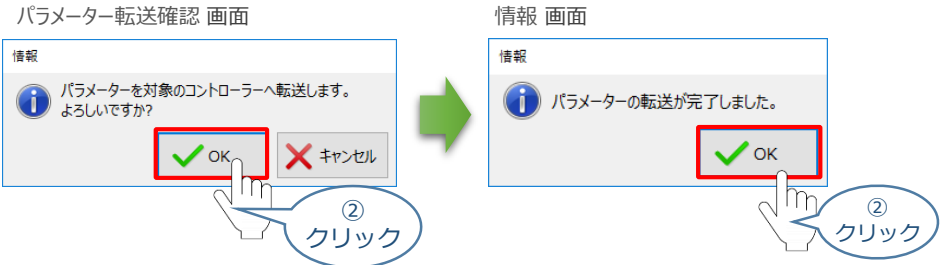 パラメーター転送確認 画面
情報
パラメーターを対象のコントローラーへ転送します。
よろしいですか?
OK
キャンセル
②
クリック
情報 画面
情報
パラメーターの転送が完了しました。
OK
②
クリック